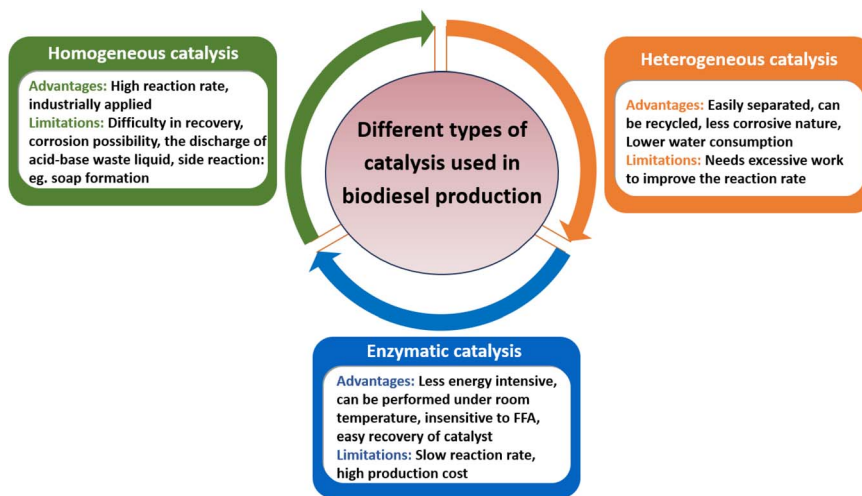 Homogeneous catalysis
Advantages: High reaction rate,
industrially applied
Limitations: Difficulty in recovery,
corrosion possibility, the discharge of
acid-base waste liquid, side reaction:
eg. soap formation
Different types of
catalysis used in
biodiesel production
Heterogeneous catalysis
Advantages: Easily separated, can
be recycled, less corrosive nature,
Lower water consumption
Limitations: Needs excessive work
to improve the reaction rate
Enzymatic catalysis
Advantages: Less energy intensive,
can be performed under room
temperature, insensitive to FFA,
easy recovery of catalyst
Limitations: Slow reaction rate,
high production cost